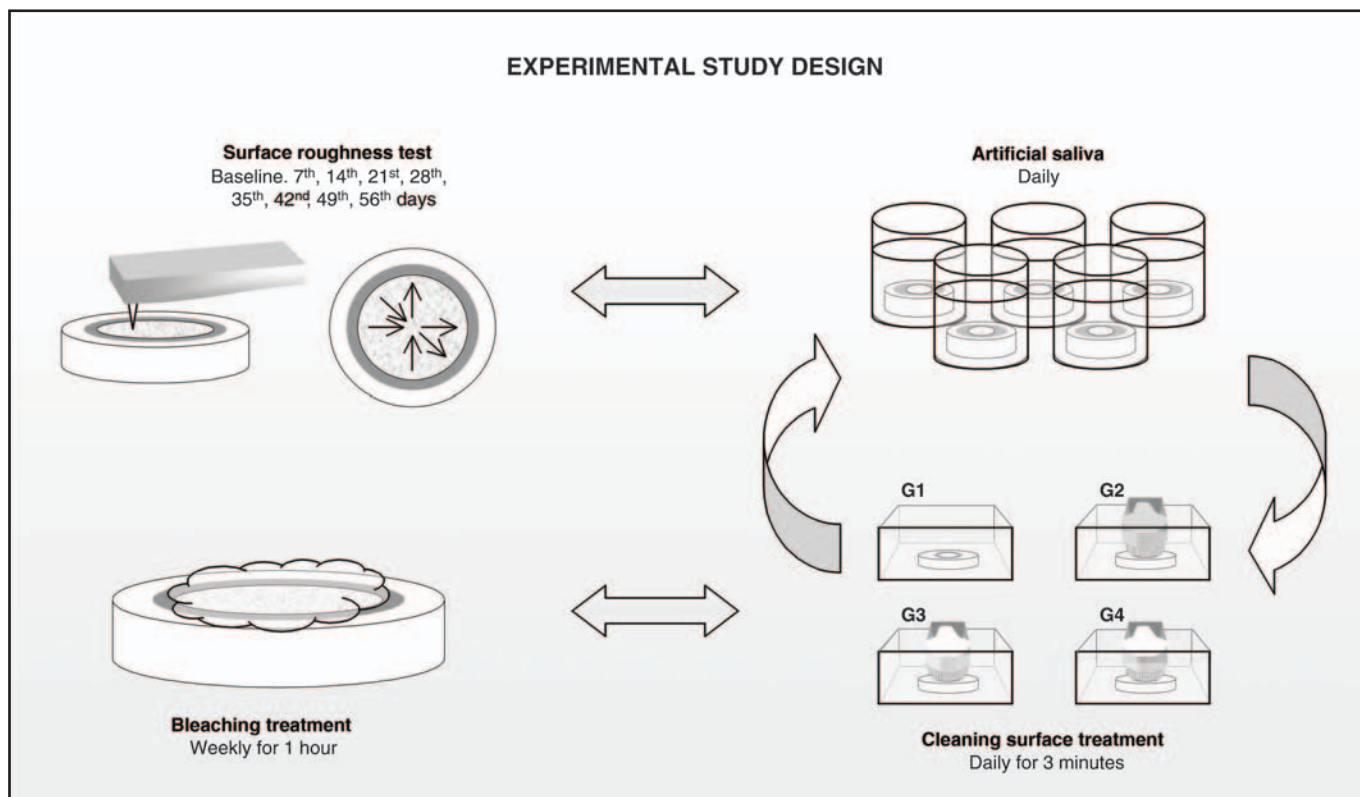 EXPERIMENTAL STUDY DESIGN
Surface roughness test
Baseline. 7th, 14th, 21st, 28th,
35th, 42nd, 49th, 56th days
Artificial saliva
Daily
G1
G2
G3
G4
Bleaching treatment
Weekly for 1 hour
Cleaning surface treatment
Daily for 3 minutes